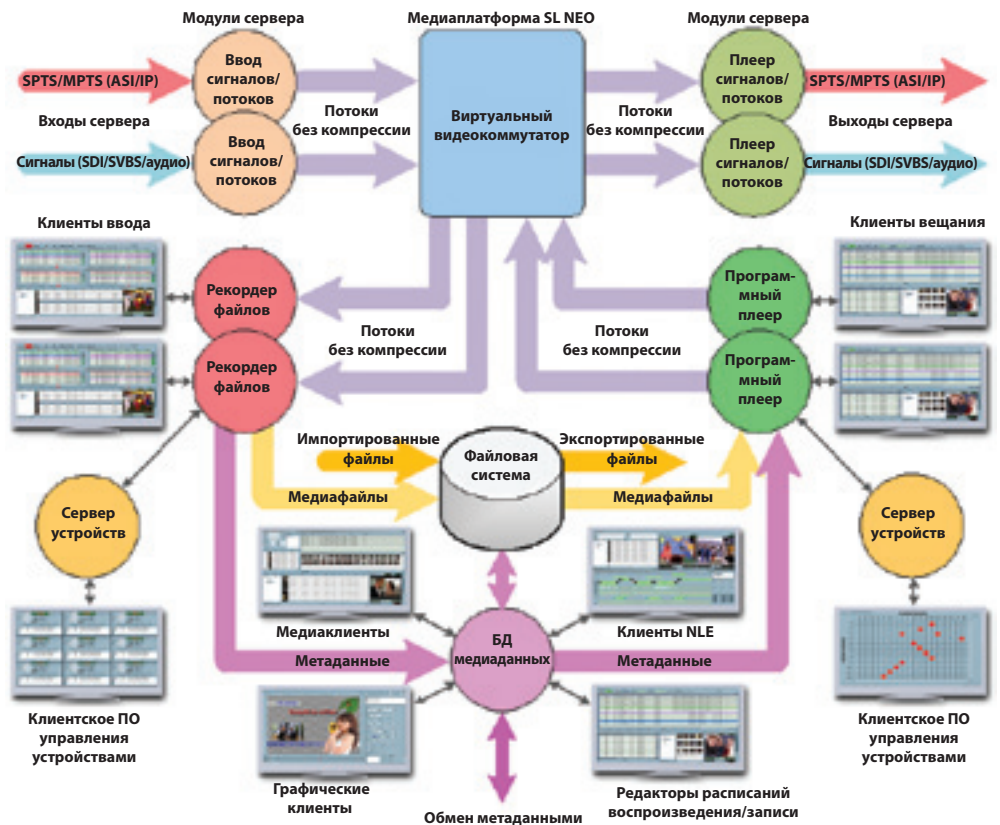 Модули сервера
Медиаплатформа SL NEO
Модули сервера
Ввод
сигналов/
потоков
Плеер
сигналов/
потоков
SPTS/MPTS (ASI/IP)
SPTS/MPTS (ASI/IP)
Входы сервера
Потоки
без компрессии
Виртуальный
видеокоммутатор
Потоки
без компрессии
Выходы сервера
Ввод
сигналов/
потоков
Плеер
сигналов/
потоков
Сигналы (SDI/SVBS/аудио)
Сигналы (SDI/SVBS/аудио)
Клиенты ввода
Клиенты вещания
Рекордер
файлов
Програм-
мный
плеер
Потоки
без компрессии
Потоки
без компрессии
Рекордер
файлов
Програм-
мный
плеер
Импортированные
файлы
Файловая
система
Экспортированные
файлы
Медиафайлы
Медиафайлы
Сервер
устройств
Сервер
устройств
Медиаклиенты
Клиенты NLE
БД
медиаданных
Метаданные
Метаданные
Клиентское ПО
управления
устройствами
Клиентское ПО
управления
устройствами
Графические
клиенты
Редакторы расписаний
воспроизведения/записи
Обмен метаданными